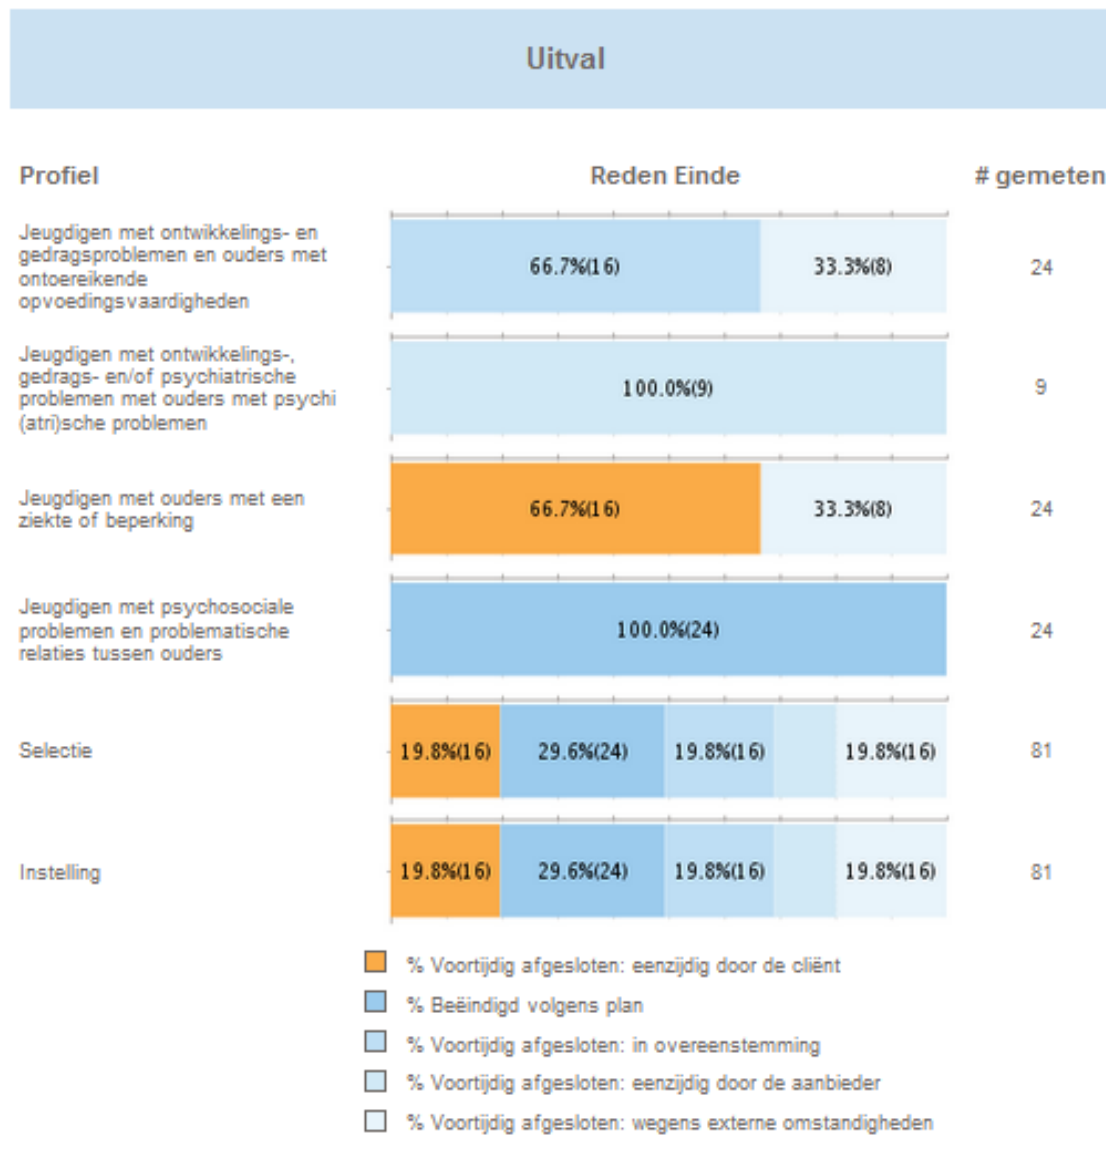 Uitval
Profiel
Reden Einde
# gemeten
Jeugdigen met ontwikkelings- en
gedragsproblemen en ouders met
ontoereikende
opvoedingsvaardigheden
66.7%(16)
33.3%(8)
24
Jeugdigen met ontwikkelings-,
gedrags- en/of psychiatrische
problemen met ouders met psychi
(atri)sche problemen
100.0%(9)
9
Jeugdigen met ouders met een
ziekte of beperking
66.7%(16)
33.3%(8)
24
Jeugdigen met psychosociale
problemen en problematische
relaties tussen ouders
100.0%(24)
24
Selectie
19.8%(16)
29.6%(24)
19.8%(16)
19.8%(16)
81
Instelling
19.8%(16)
29.6%(24)
19.8%(16)
19.8%(16)
81
% Voortijdig afgesloten: eenzijdig door de cliënt
% Beëindigd volgens plan
% Voortijdig afgesloten: in overeenstemming
% Voortijdig afgesloten: eenzijdig door de aanbieder
% Voortijdig afgesloten: wegens externe omstandigheden